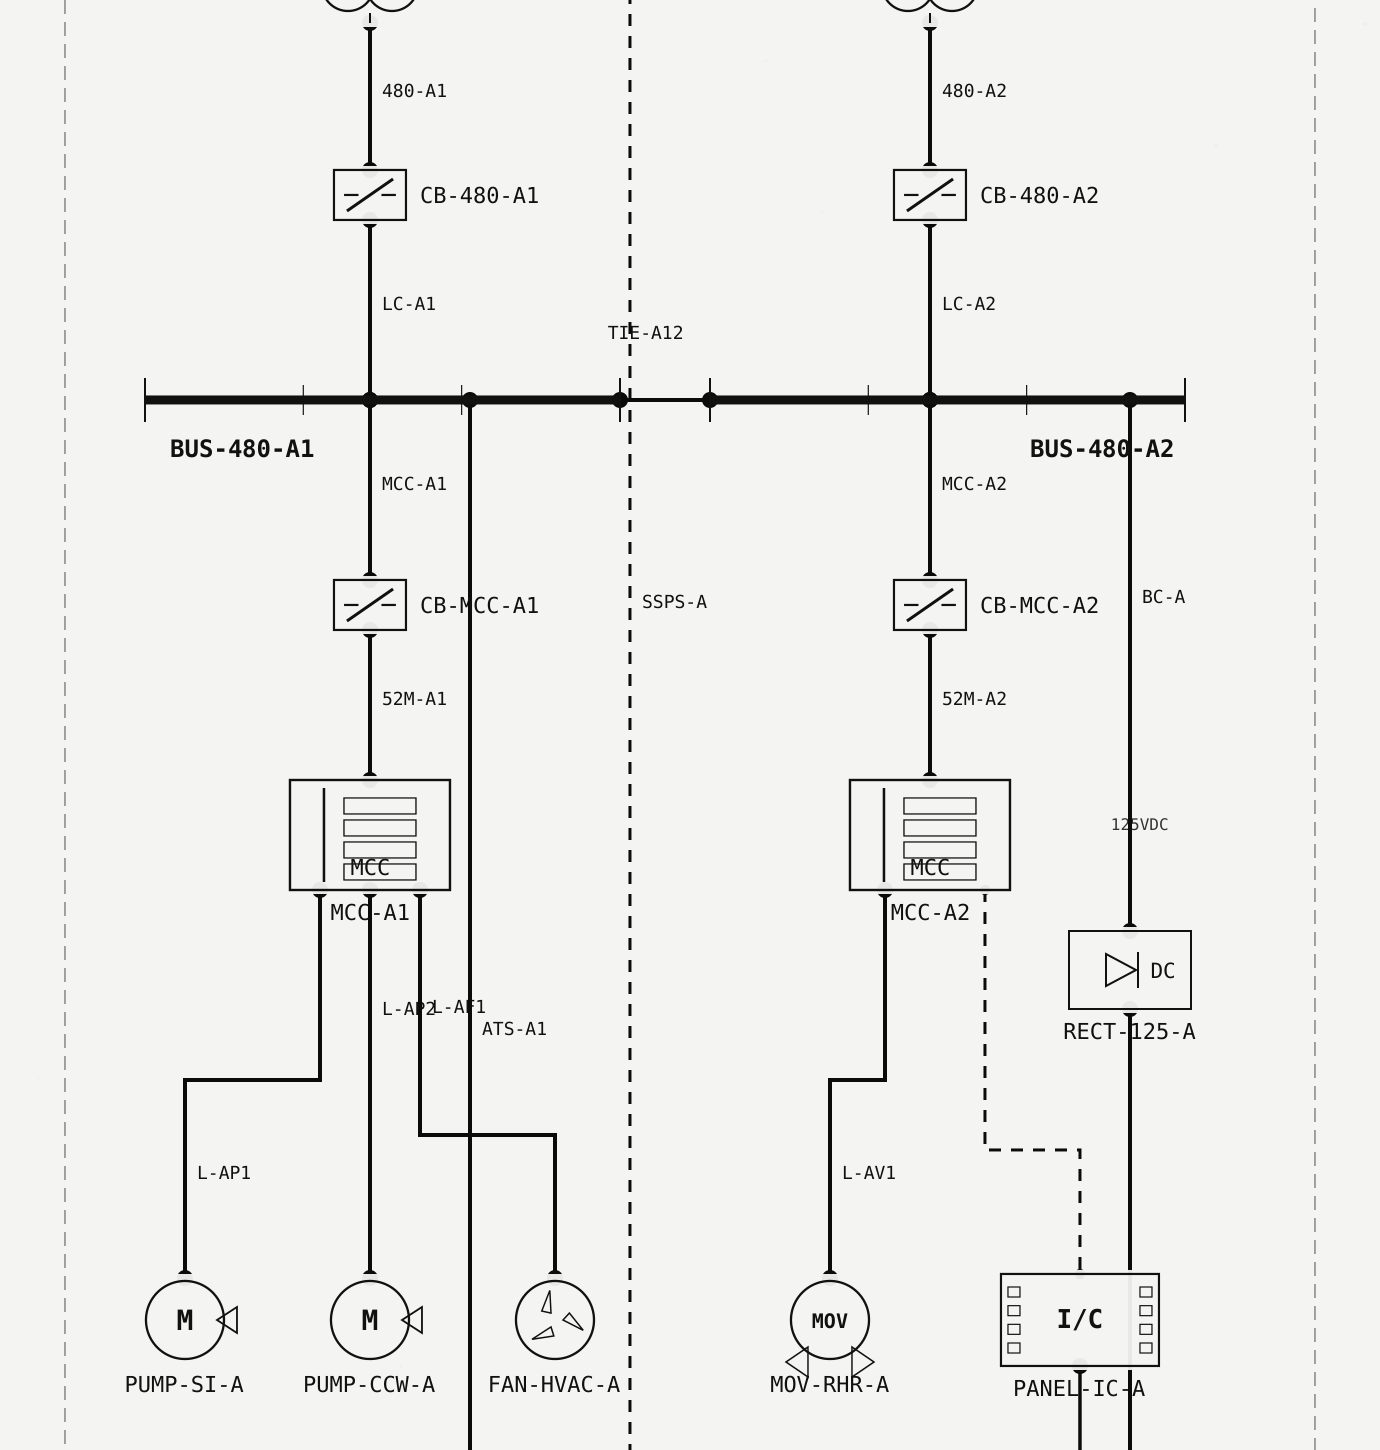 480-A1
480-A2
CB-480-A1
CB-480-A2
LC-A1
LC-A2
TIE-A12
BUS-480-A1
BUS-480-A2
MCC-A1
MCC-A2
CB-MCC-A1
SSPS-A
CB-MCC-A2
BC-A
52M-A1
52M-A2
125VDC
MCC
MCC
MCC-A1
MCC-A2
DC
L-AP2
L-AF1
ATS-A1
RECT-125-A
L-AP1
L-AV1
M
M
MOV
I/C
PUMP-SI-A
PUMP-CCW-A
FAN-HVAC-A
MOV-RHR-A
PANEL-IC-A